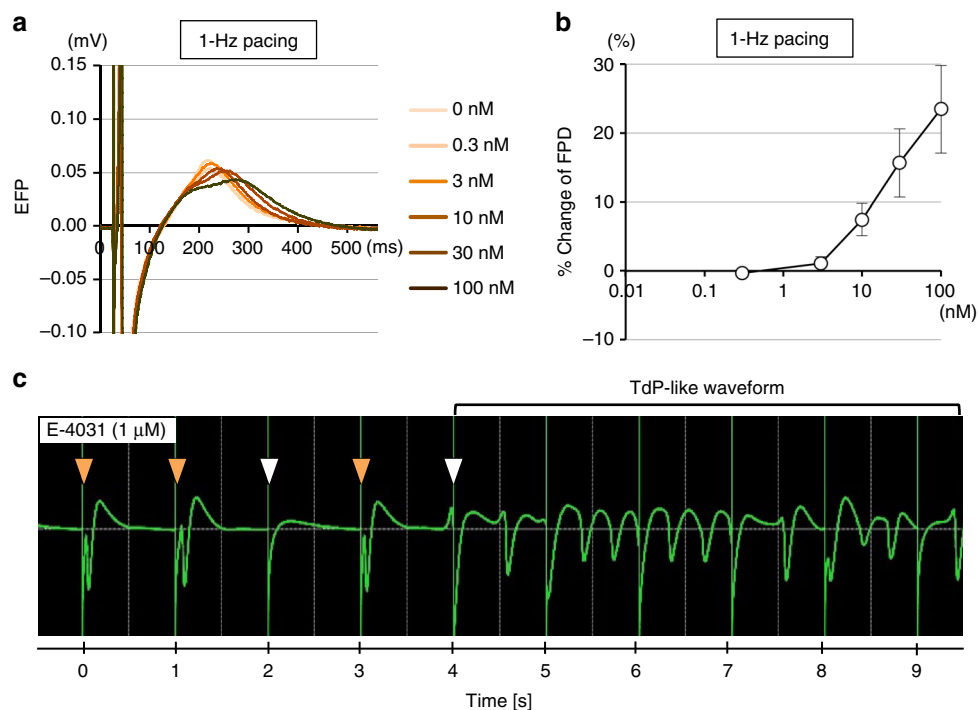 a
(mV)
1-Hz pacing
0.15
0.10
0.05
0.00
–0.05
–0.10
EFP
0 100 200 300 400 500 (ms)
0 nM
0.3 nM
3 nM
10 nM
30 nM
100 nM
b
(%)
1-Hz pacing
30
20
10
0
–10
% Change of FPD
0.01 0.1 1 10 100
(nM)
c
TdP-like waveform
E-4031 (1 μM)
0 1 2 3 4 5 6 7 8 9
Time [s]